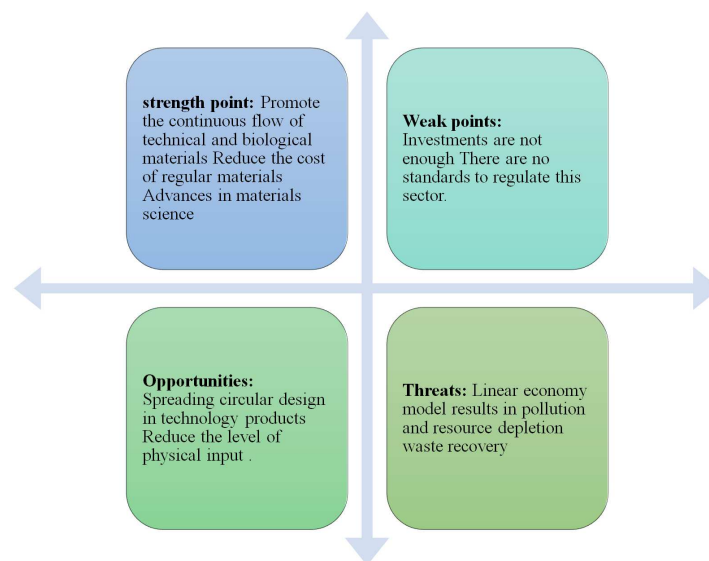 strength point: Promote
the continuous flow of
technical and biological
materials Reduce the cost
of regular materials
Advances in materials
science
Weak points:
Investments are not
enough There are no
standards to regulate this
sector.
Opportunities:
Spreading circular design
in technology products
Reduce the level of
physical input .
Threats: Linear economy
model results in pollution
and resource depletion
waste recovery